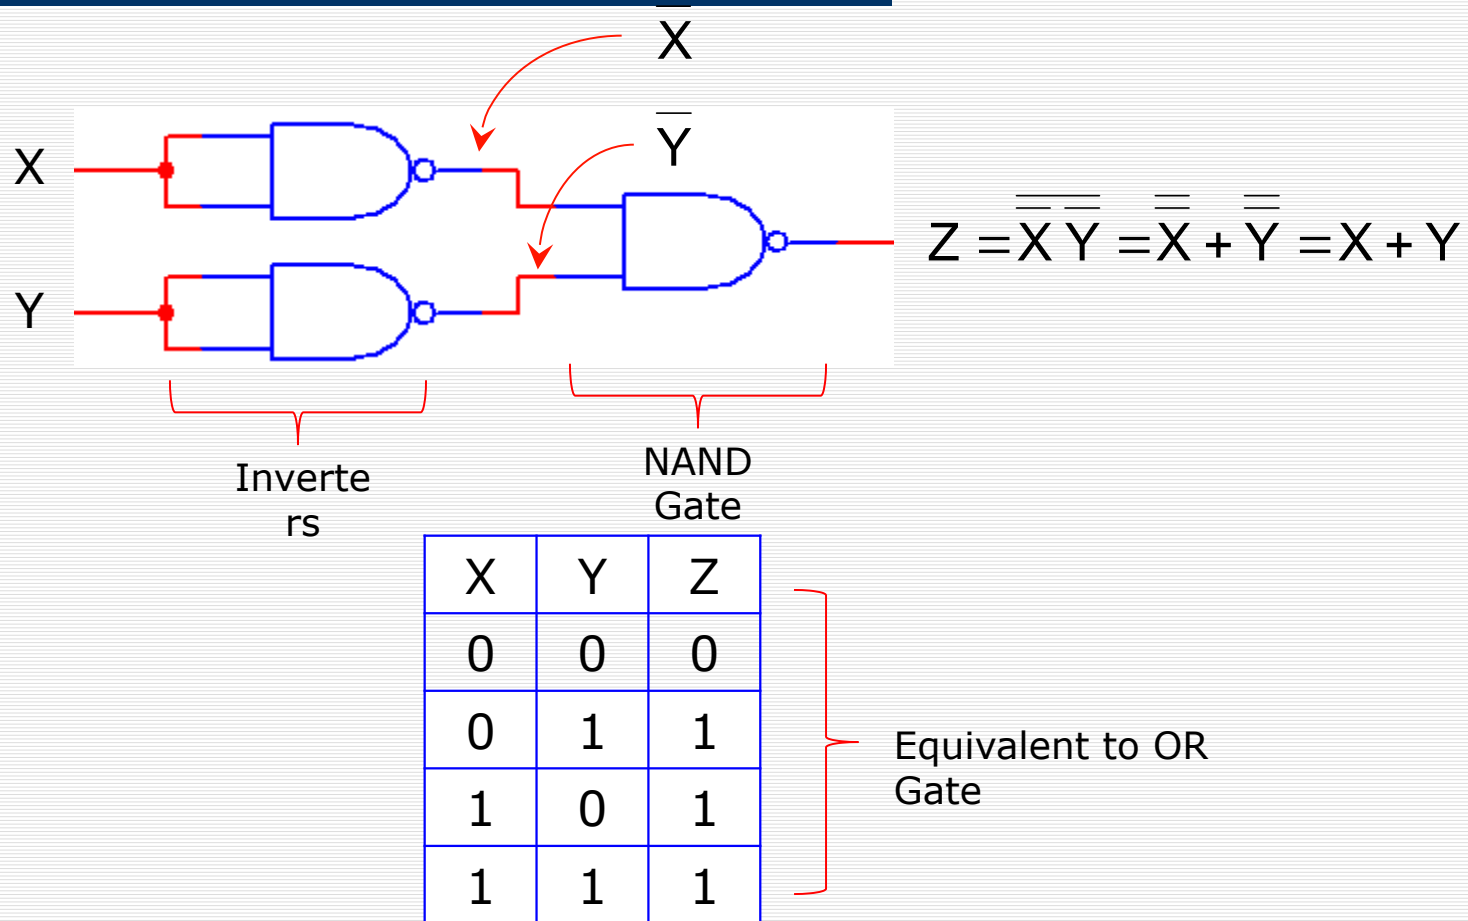 X̅
Y̅
X
Y
Z = X̿ Y̿ = X̿ + Y̿ = X + Y
Inverte
rs
NAND
Gate
X Y Z
0 0 0
0 1 1
1 0 1
1 1 1
Equivalent to OR
Gate